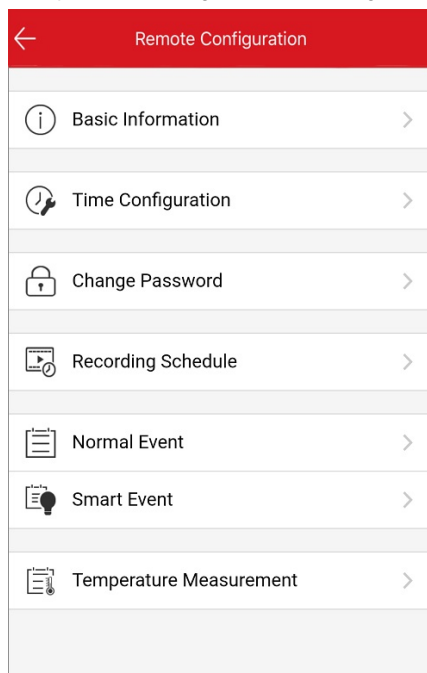 Remote Configuration
Basic Information
Time Configuration
Change Password
Recording Schedule
Normal Event
Smart Event
Temperature Measurement